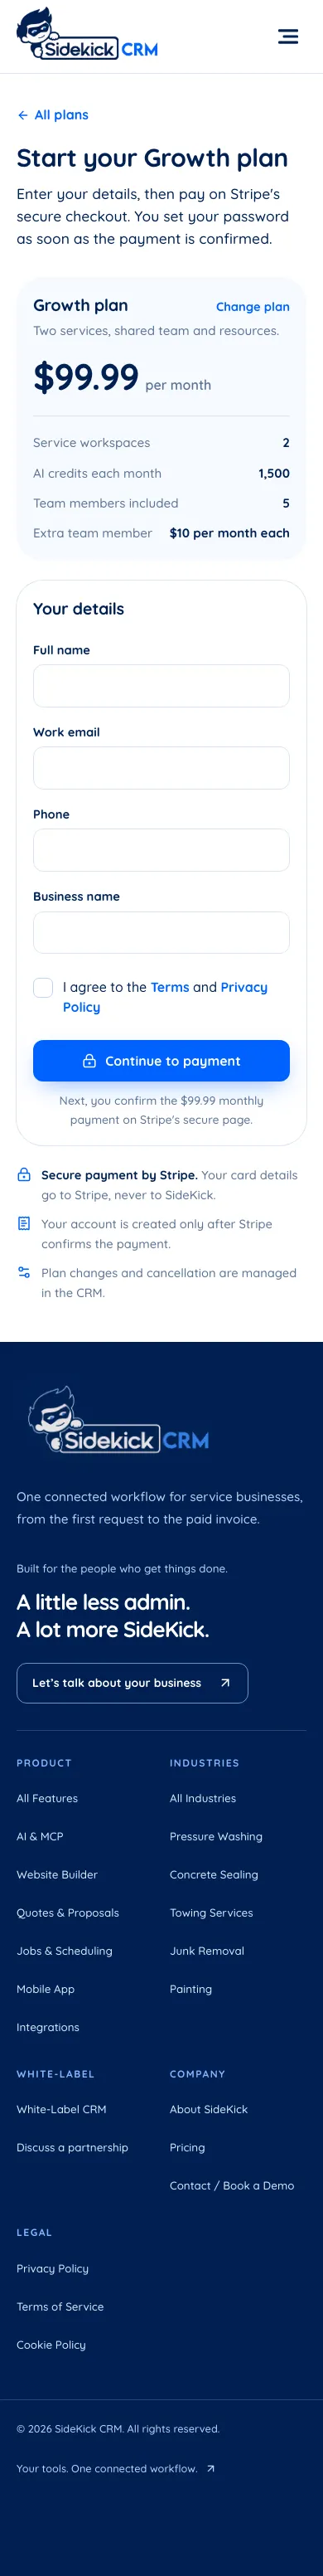 Sidekick CRM
← All plans
Start your Growth plan
Enter your details, then pay on Stripe's
secure checkout. You set your password
as soon as the payment is confirmed.
Growth plan
Change plan
Two services, shared team and resources.
$99.99 per month
Service workspaces 2
AI credits each month 1,500
Team members included 5
Extra team member $10 per month each
Your details
Full name
Work email
Phone
Business name
I agree to the Terms and Privacy
Policy
Continue to payment
Next, you confirm the $99.99 monthly
payment on Stripe's secure page.
Secure payment by Stripe. Your card details
go to Stripe, never to SideKick.
Your account is created only after Stripe
confirms the payment.
Plan changes and cancellation are managed
in the CRM.
Sidekick CRM
One connected workflow for service businesses,
from the first request to the paid invoice.
Built for the people who get things done.
A little less admin.
A lot more SideKick.
Let's talk about your business ↗
PRODUCT
All Features
AI & MCP
Website Builder
Quotes & Proposals
Jobs & Scheduling
Mobile App
Integrations
INDUSTRIES
All Industries
Pressure Washing
Concrete Sealing
Towing Services
Junk Removal
Painting
WHITE-LABEL
White-Label CRM
Discuss a partnership
COMPANY
About SideKick
Pricing
Contact / Book a Demo
LEGAL
Privacy Policy
Terms of Service
Cookie Policy
© 2026 SideKick CRM. All rights reserved.
Your tools. One connected workflow. ↗